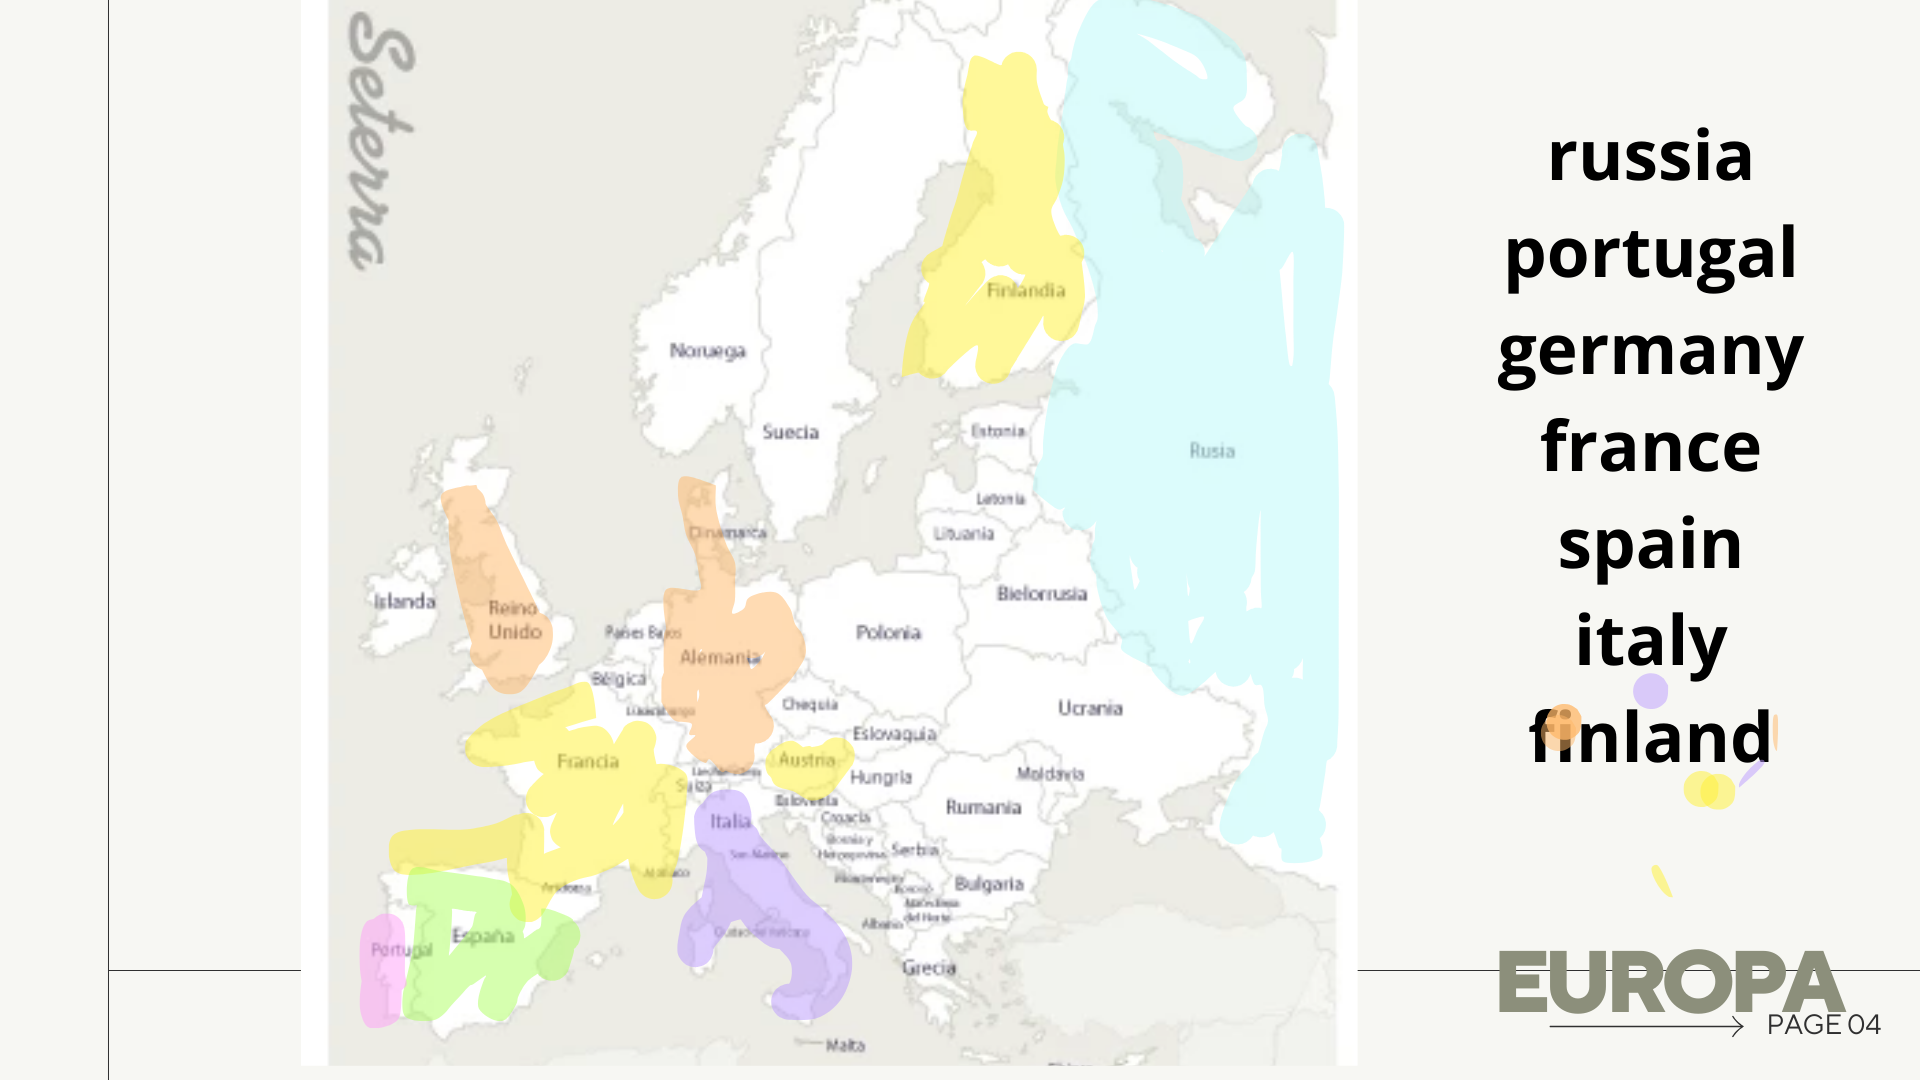 Seterra
russia
portugal
germany
france
spain
italy
finland
Finlandia
Noruega
Suecia
Estonia
Rusia
Letonia
Dinamarca
Lituania
Bielorrusia
Irlanda
Reino
Unido
Países Bajos
Polonia
Alemania
Bélgica
Chequia
Luxemburgo
Ucrania
Eslovaquia
Francia
Austria
Liechtenstein
Hungría
Moldavia
Suiza
Eslovenia
Rumania
Italia
Croacia
Bosnia y
Herzegovina
Serbia
San Marino
Mónaco
Andorra
Montenegro
Kosovo
Bulgaria
Macedonia
del Norte
Albania
España
Portugal
Ciudad del Vaticano
Grecia
Malta
EUROPA
PAGE 04